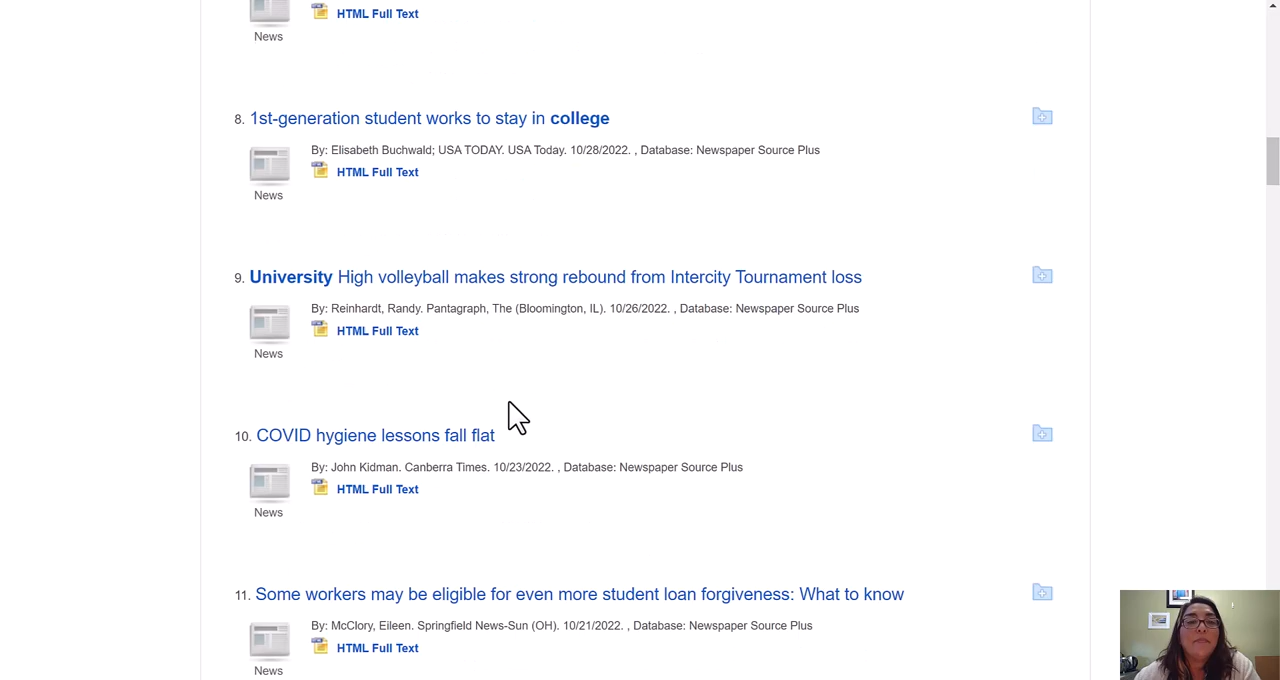 HTML Full Text
News
8. 1st-generation student works to stay in college
By: Elisabeth Buchwald; USA TODAY. USA Today. 10/28/2022. , Database: Newspaper Source Plus
HTML Full Text
News
9. University High volleyball makes strong rebound from Intercity Tournament loss
By: Reinhardt, Randy. Pantagraph, The (Bloomington, IL). 10/26/2022. , Database: Newspaper Source Plus
HTML Full Text
News
10. COVID hygiene lessons fall flat
By: John Kidman. Canberra Times. 10/23/2022. , Database: Newspaper Source Plus
HTML Full Text
News
11. Some workers may be eligible for even more student loan forgiveness: What to know
By: McClory, Eileen. Springfield News-Sun (OH). 10/21/2022. , Database: Newspaper Source Plus
HTML Full Text
News